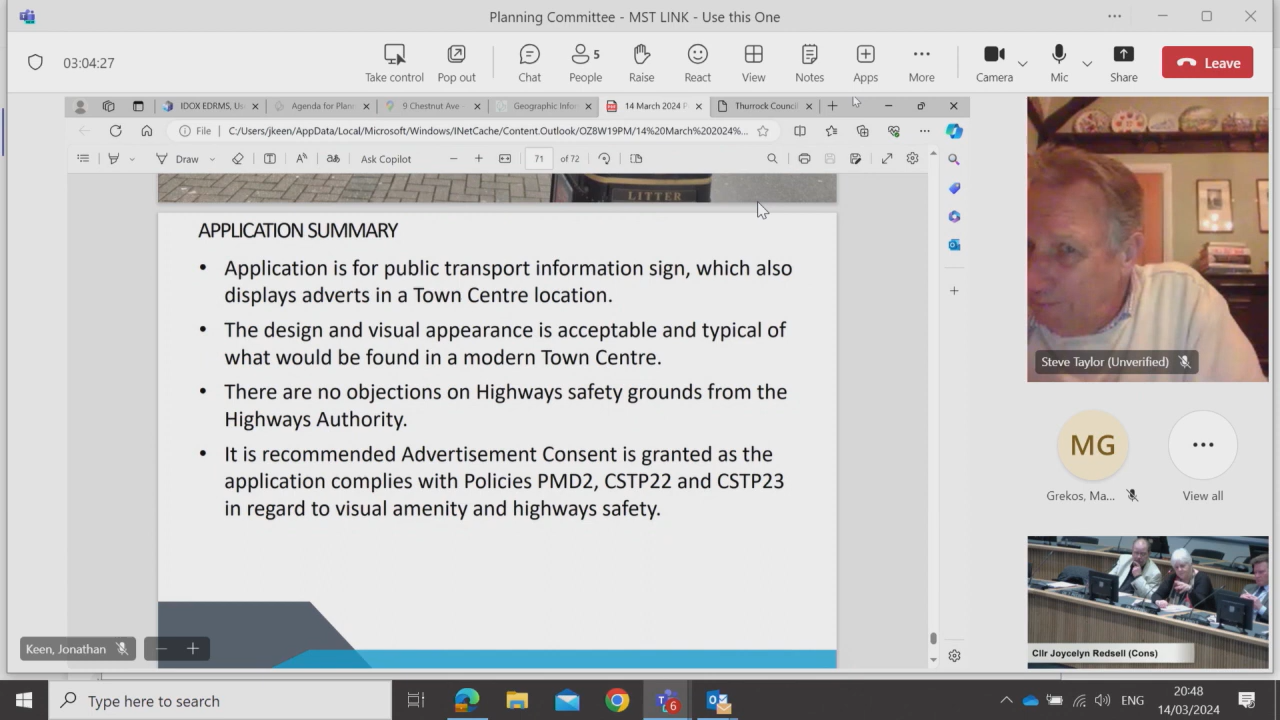 Planning Committee - MST LINK - Use this One
03:04:27
Take control
Pop out
Chat
5
People
Raise
React
View
Notes
Apps
More
Camera
Mic
Share
Leave
IDOX EDRMS, Us
Agenda for Plan
9 Chestnut Ave
Geographic Infor
14 March 2024 P
Thurrock Council
File
C:/Users/jkeen/AppData/Local/Microsoft/Windows/INetCache/Content.Outlook/OZ8W19PM/14%20March%202024%...
Draw
Ask Copilot
71
of 72
LITTER
APPLICATION SUMMARY
• Application is for public transport information sign, which also
displays adverts in a Town Centre location.
• The design and visual appearance is acceptable and typical of
what would be found in a modern Town Centre.
• There are no objections on Highways safety grounds from the
Highways Authority.
• It is recommended Advertisement Consent is granted as the
application complies with Policies PMD2, CSTP22 and CSTP23
in regard to visual amenity and highways safety.
Keen, Jonathan
Steve Taylor (Unverified)
MG
Grekos, Ma...
View all
Cllr Joycelyn Redsell (Cons)
Type here to search
6
ENG
20:48
14/03/2024